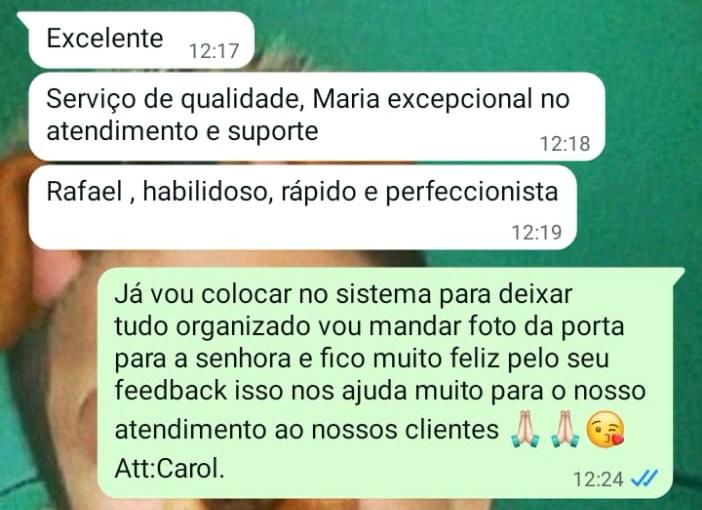 Excelente 12:17
Serviço de qualidade, Maria excepcional no
atendimento e suporte 12:18
Rafael , habilidoso, rápido e perfeccionista
12:19
Já vou colocar no sistema para deixar
tudo organizado vou mandar foto da porta
para a senhora e fico muito feliz pelo seu
feedback isso nos ajuda muito para o nosso
atendimento ao nossos clientes 🙏🏻🙏🏻😘
Att:Carol. 12:24